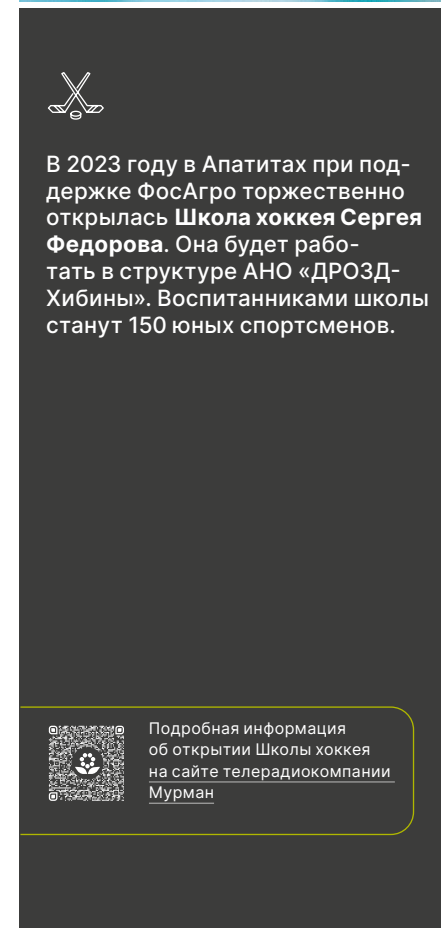 В 2023 году в Апатитах при под-
держке ФосАгро торжественно
открылась Школа хоккея Сергея
Федорова. Она будет рабо-
тать в структуре АНО «ДРОЗД-
Хибины». Воспитанниками школы
станут 150 юных спортсменов.
Подробная информация
об открытии Школы хоккея
на сайте телерадиокомпании
Мурман